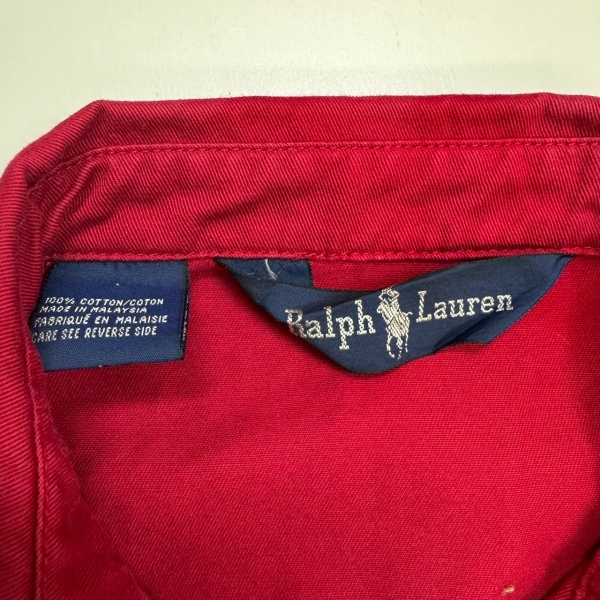 100% COTTON/COTON
MADE IN MALAYSIA
FABRIQUÉ EN MALAISIE
CARE SEE REVERSE SIDE
Ralph Lauren